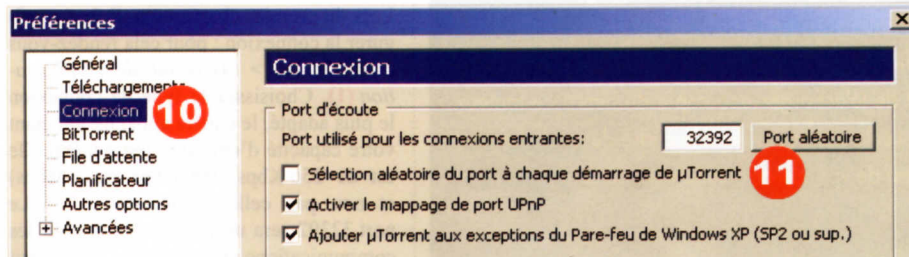 Préférences
Général
Téléchargements
Connexion
10
BitTorrent
File d'attente
Planificateur
Autres options
Avancées
Connexion
Port d'écoute
Port utilisé pour les connexions entrantes: 32392 Port aléatoire
Sélection aléatoire du port à chaque démarrage de µTorrent 11
Activer le mappage de port UPnP
Ajouter µTorrent aux exceptions du Pare-feu de Windows XP (SP2 ou sup.)